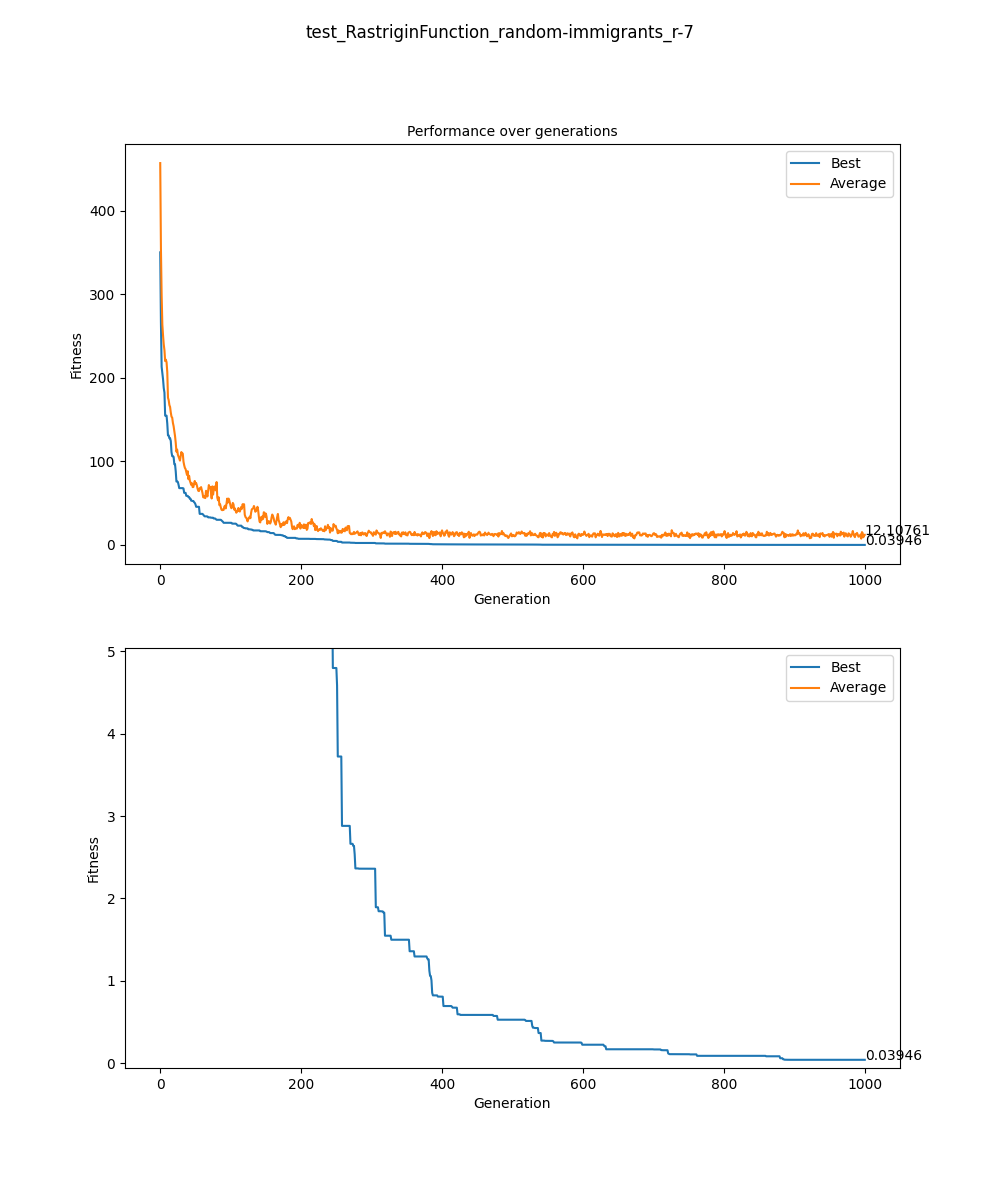 test_RastriginFunction_random-immigrants_r-7
Performance over generations
Best
Average
Fitness
400
300
200
100
0
12.10761
0.03946
0 200 400 600 800 1000
Generation
Best
Average
Fitness
5
4
3
2
1
0
0.03946
0 200 400 600 800 1000
Generation